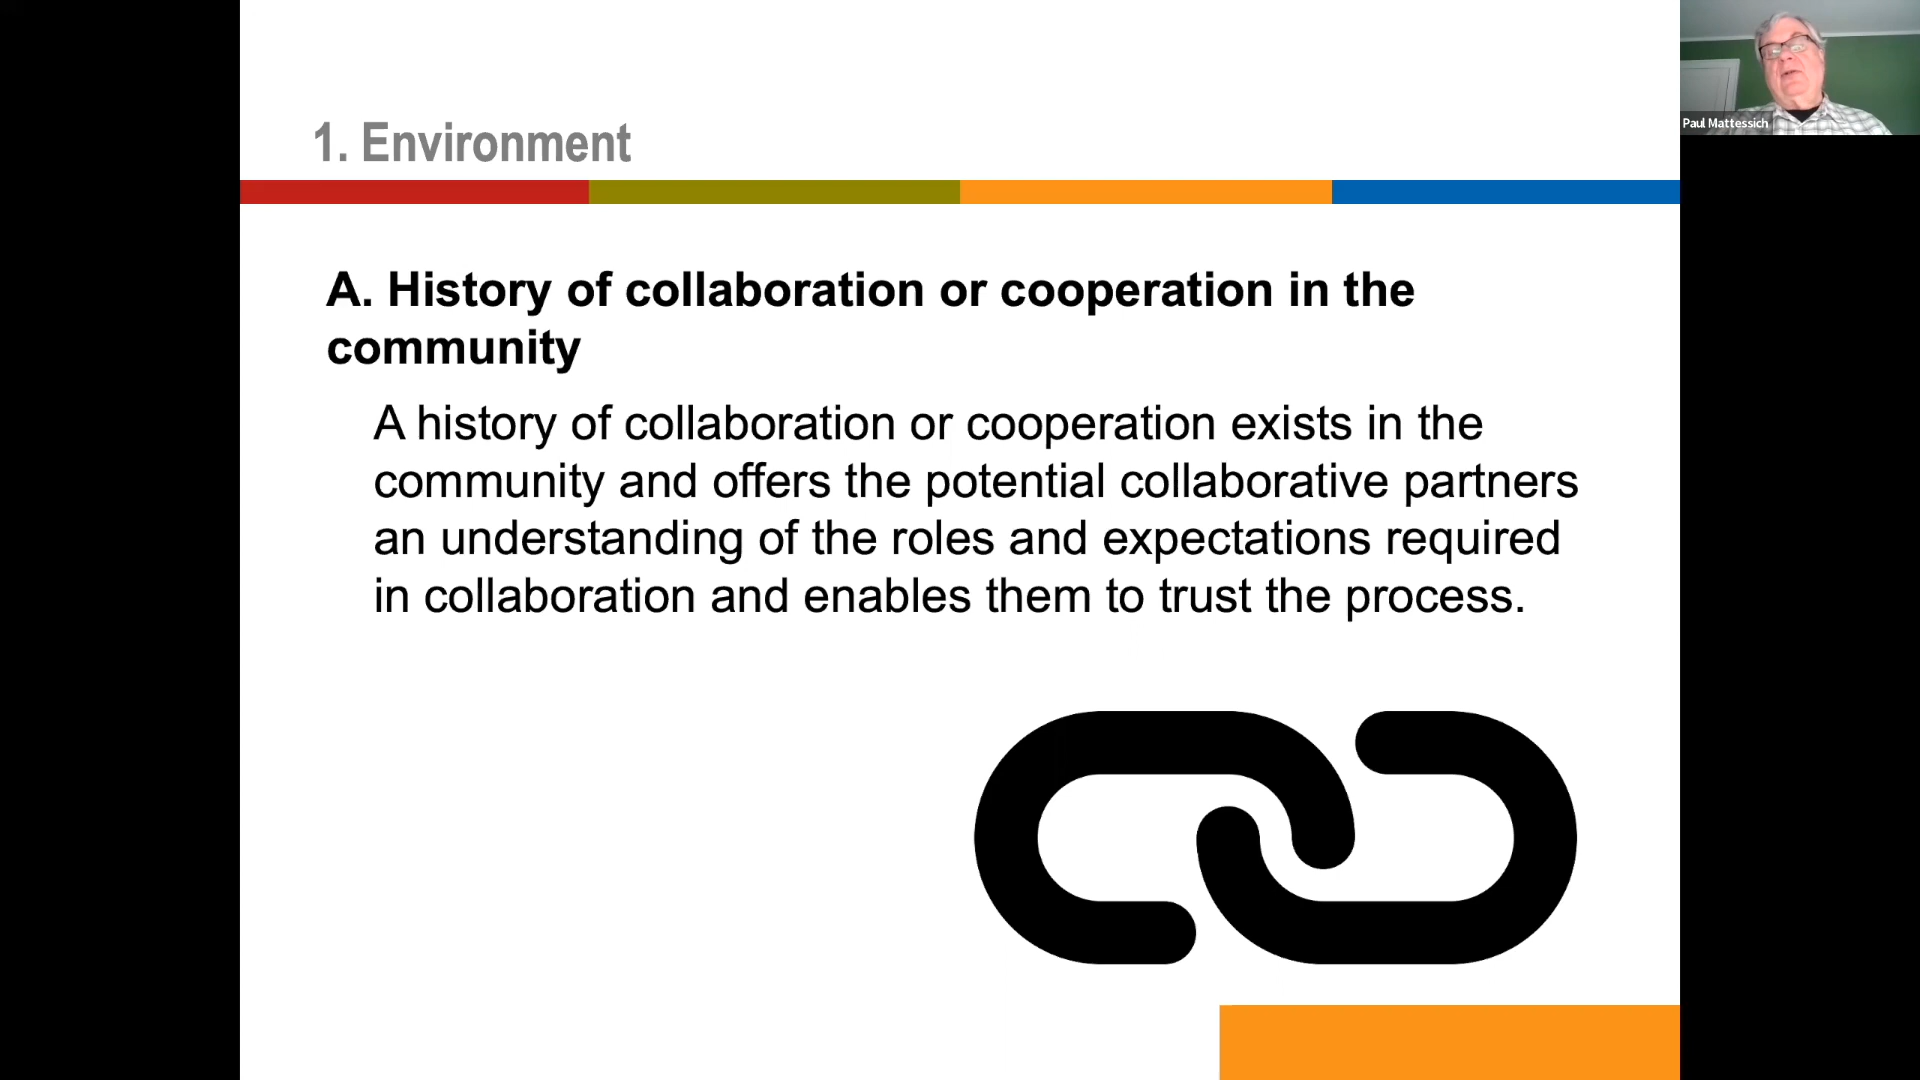 1. Environment
Paul Mattessich
A. History of collaboration or cooperation in the
community
A history of collaboration or cooperation exists in the
community and offers the potential collaborative partners
an understanding of the roles and expectations required
in collaboration and enables them to trust the process.